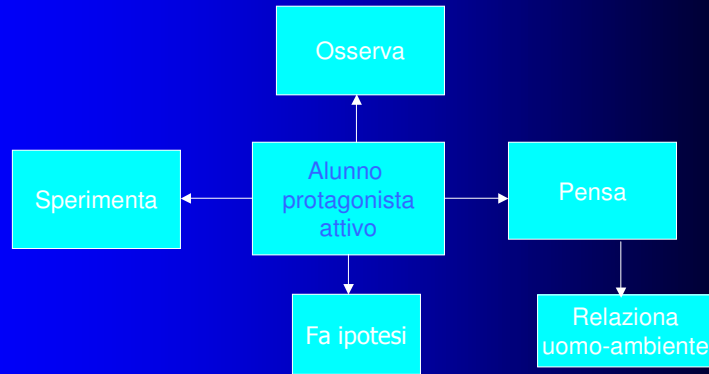 Osserva
Sperimenta
Alunno
protagonista
attivo
Pensa
Fa ipotesi
Relaziona
uomo-ambiente